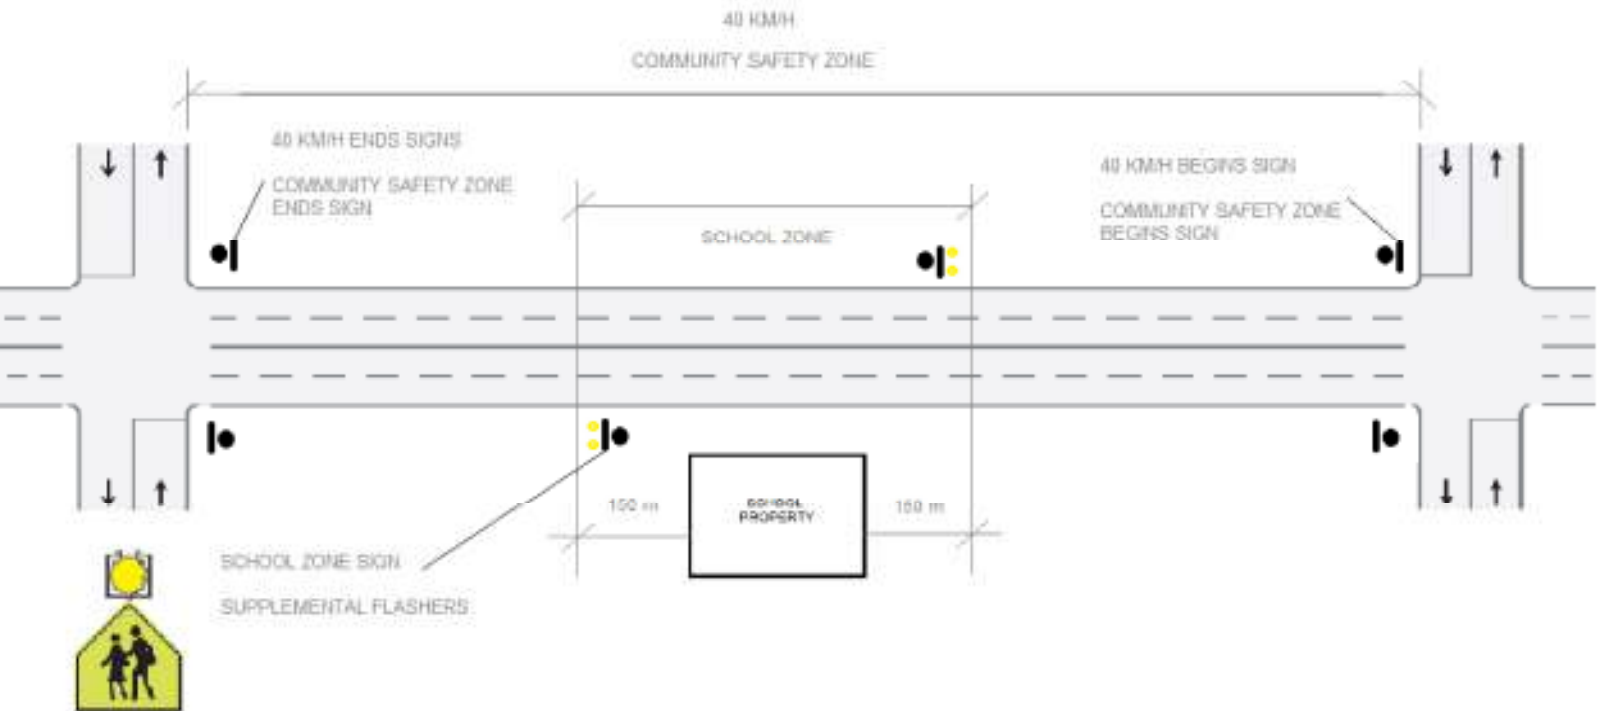 40 KM/H
COMMUNITY SAFETY ZONE
40 KM/H ENDS SIGNS
COMMUNITY SAFETY ZONE
ENDS SIGN
40 KM/H BEGINS SIGN
COMMUNITY SAFETY ZONE
BEGINS SIGN
SCHOOL ZONE
150 m
SCHOOL
PROPERTY
150 m
SCHOOL ZONE SIGN
SUPPLEMENTAL FLASHERS